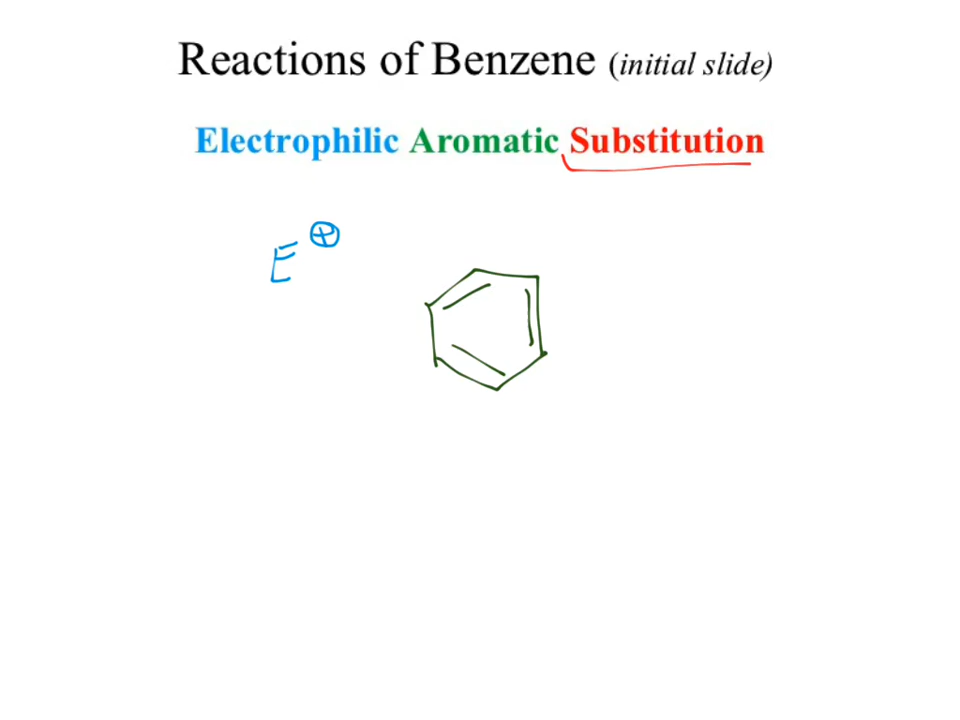 Reactions of Benzene (initial slide)
Electrophilic Aromatic Substitution
E⊕